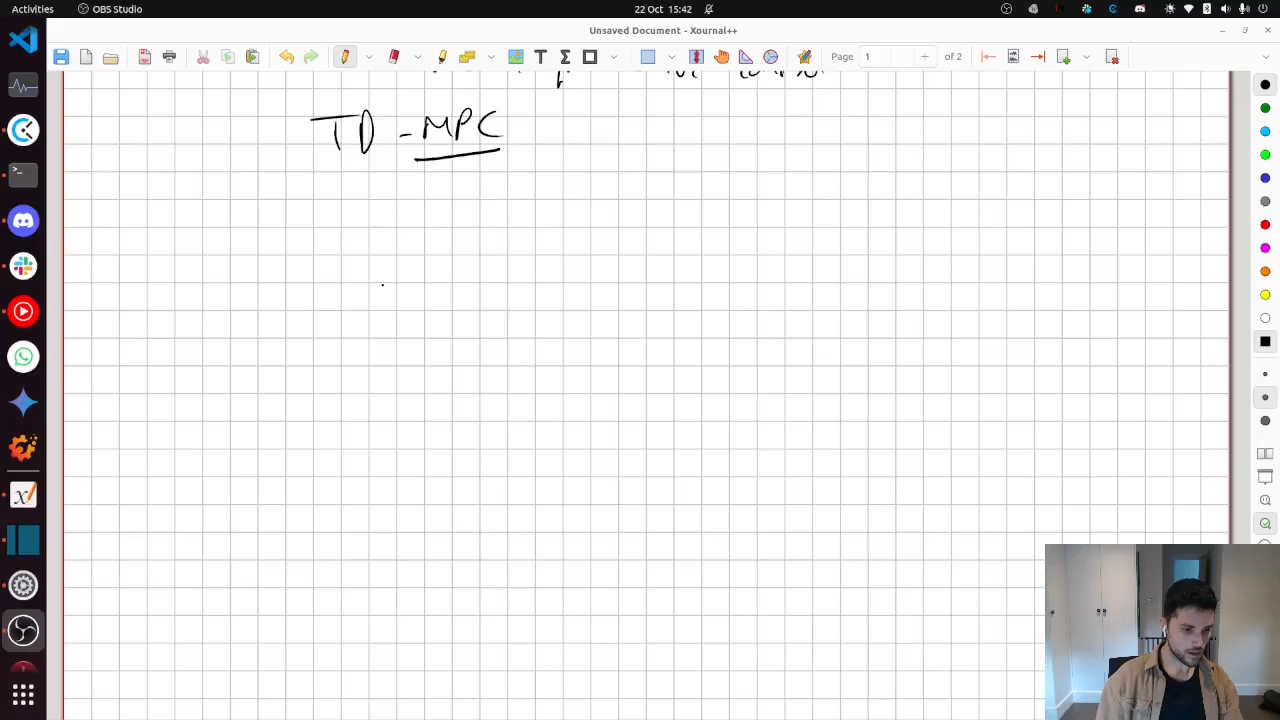 Activities OBS Studio 22 Oct 15:42
Unsaved Document - Xournal++
Page 1 of 2
TD - MPC